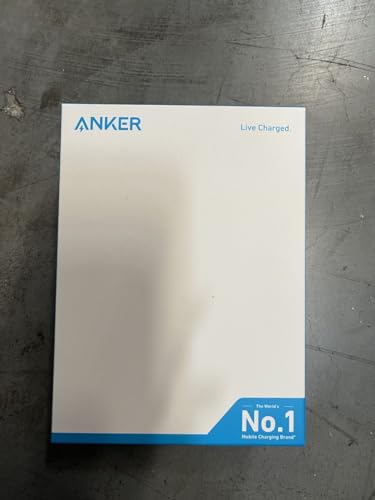 ANKER
Live Charged.
The World's
No.1
Mobile Charging Brand*